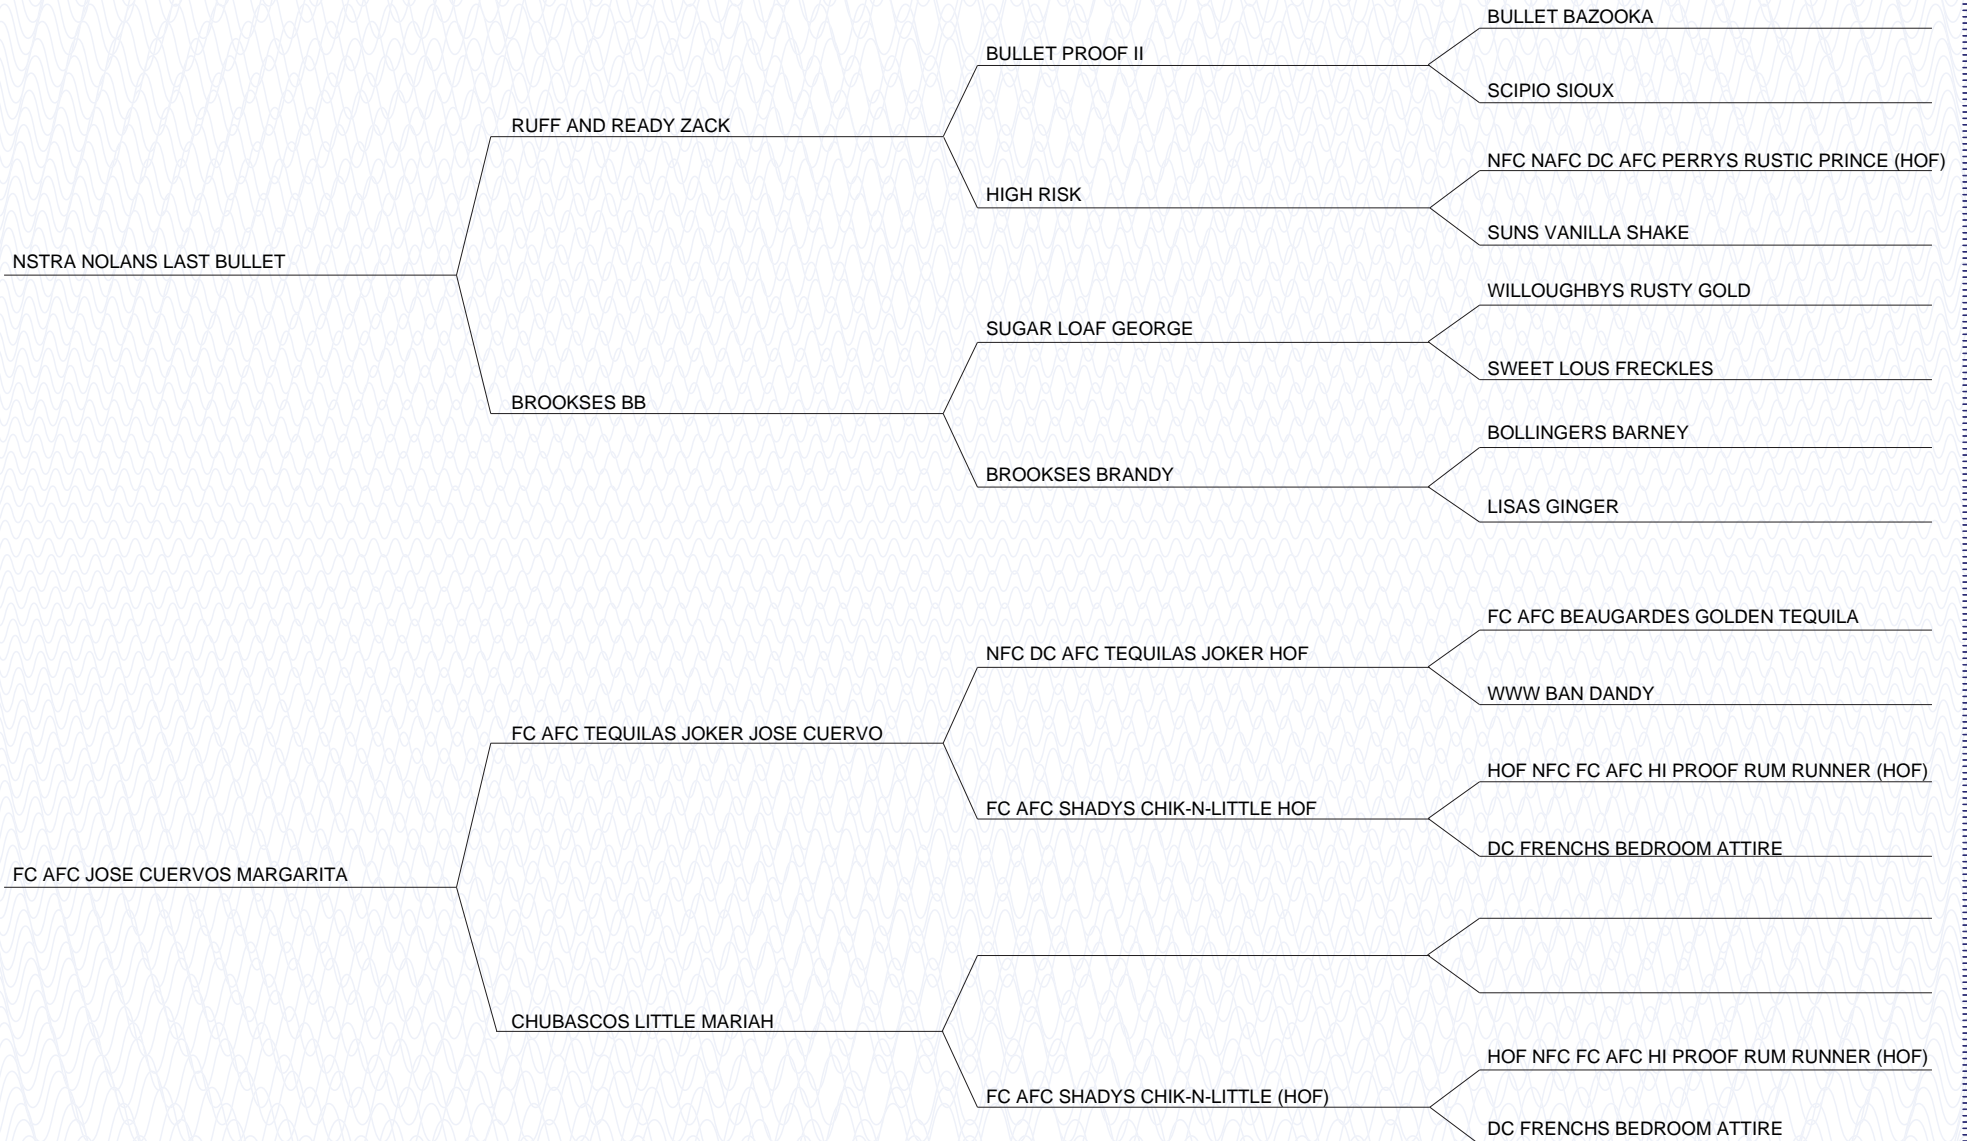 BULLET BAZOOKA
BULLET PROOF II
SCIPIO SIOUX
RUFF AND READY ZACK
NFC NAFC DC AFC PERRYS RUSTIC PRINCE (HOF)
HIGH RISK
SUNS VANILLA SHAKE
NSTRA NOLANS LAST BULLET
WILLOUGHBYS RUSTY GOLD
SUGAR LOAF GEORGE
SWEET LOUS FRECKLES
BROOKSES BB
BOLLINGERS BARNEY
BROOKSES BRANDY
LISAS GINGER
FC AFC BEAUGARDES GOLDEN TEQUILA
NFC DC AFC TEQUILAS JOKER HOF
WWW BAN DANDY
FC AFC TEQUILAS JOKER JOSE CUERVO
HOF NFC FC AFC HI PROOF RUM RUNNER (HOF)
FC AFC SHADYS CHIK-N-LITTLE HOF
DC FRENCHS BEDROOM ATTIRE
FC AFC JOSE CUERVOS MARGARITA
CHUBASCOS LITTLE MARIAH
HOF NFC FC AFC HI PROOF RUM RUNNER (HOF)
FC AFC SHADYS CHIK-N-LITTLE (HOF)
DC FRENCHS BEDROOM ATTIRE